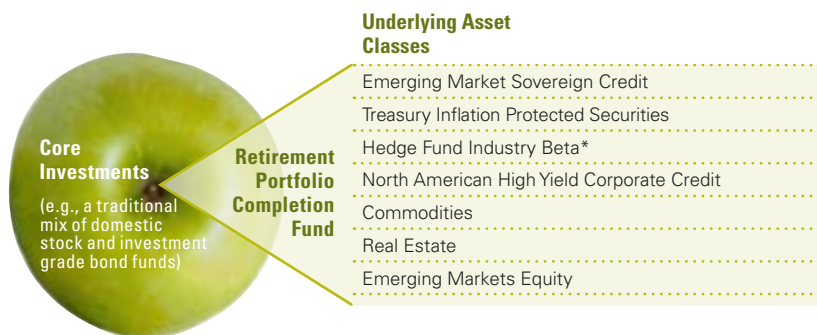 Underlying Asset
Classes
Core
Investments
(e.g., a traditional
mix of domestic
stock and investment
grade bond funds)
Retirement
Portfolio
Completion
Fund
Emerging Market Sovereign Credit
Treasury Inflation Protected Securities
Hedge Fund Industry Beta*
North American High Yield Corporate Credit
Commodities
Real Estate
Emerging Markets Equity